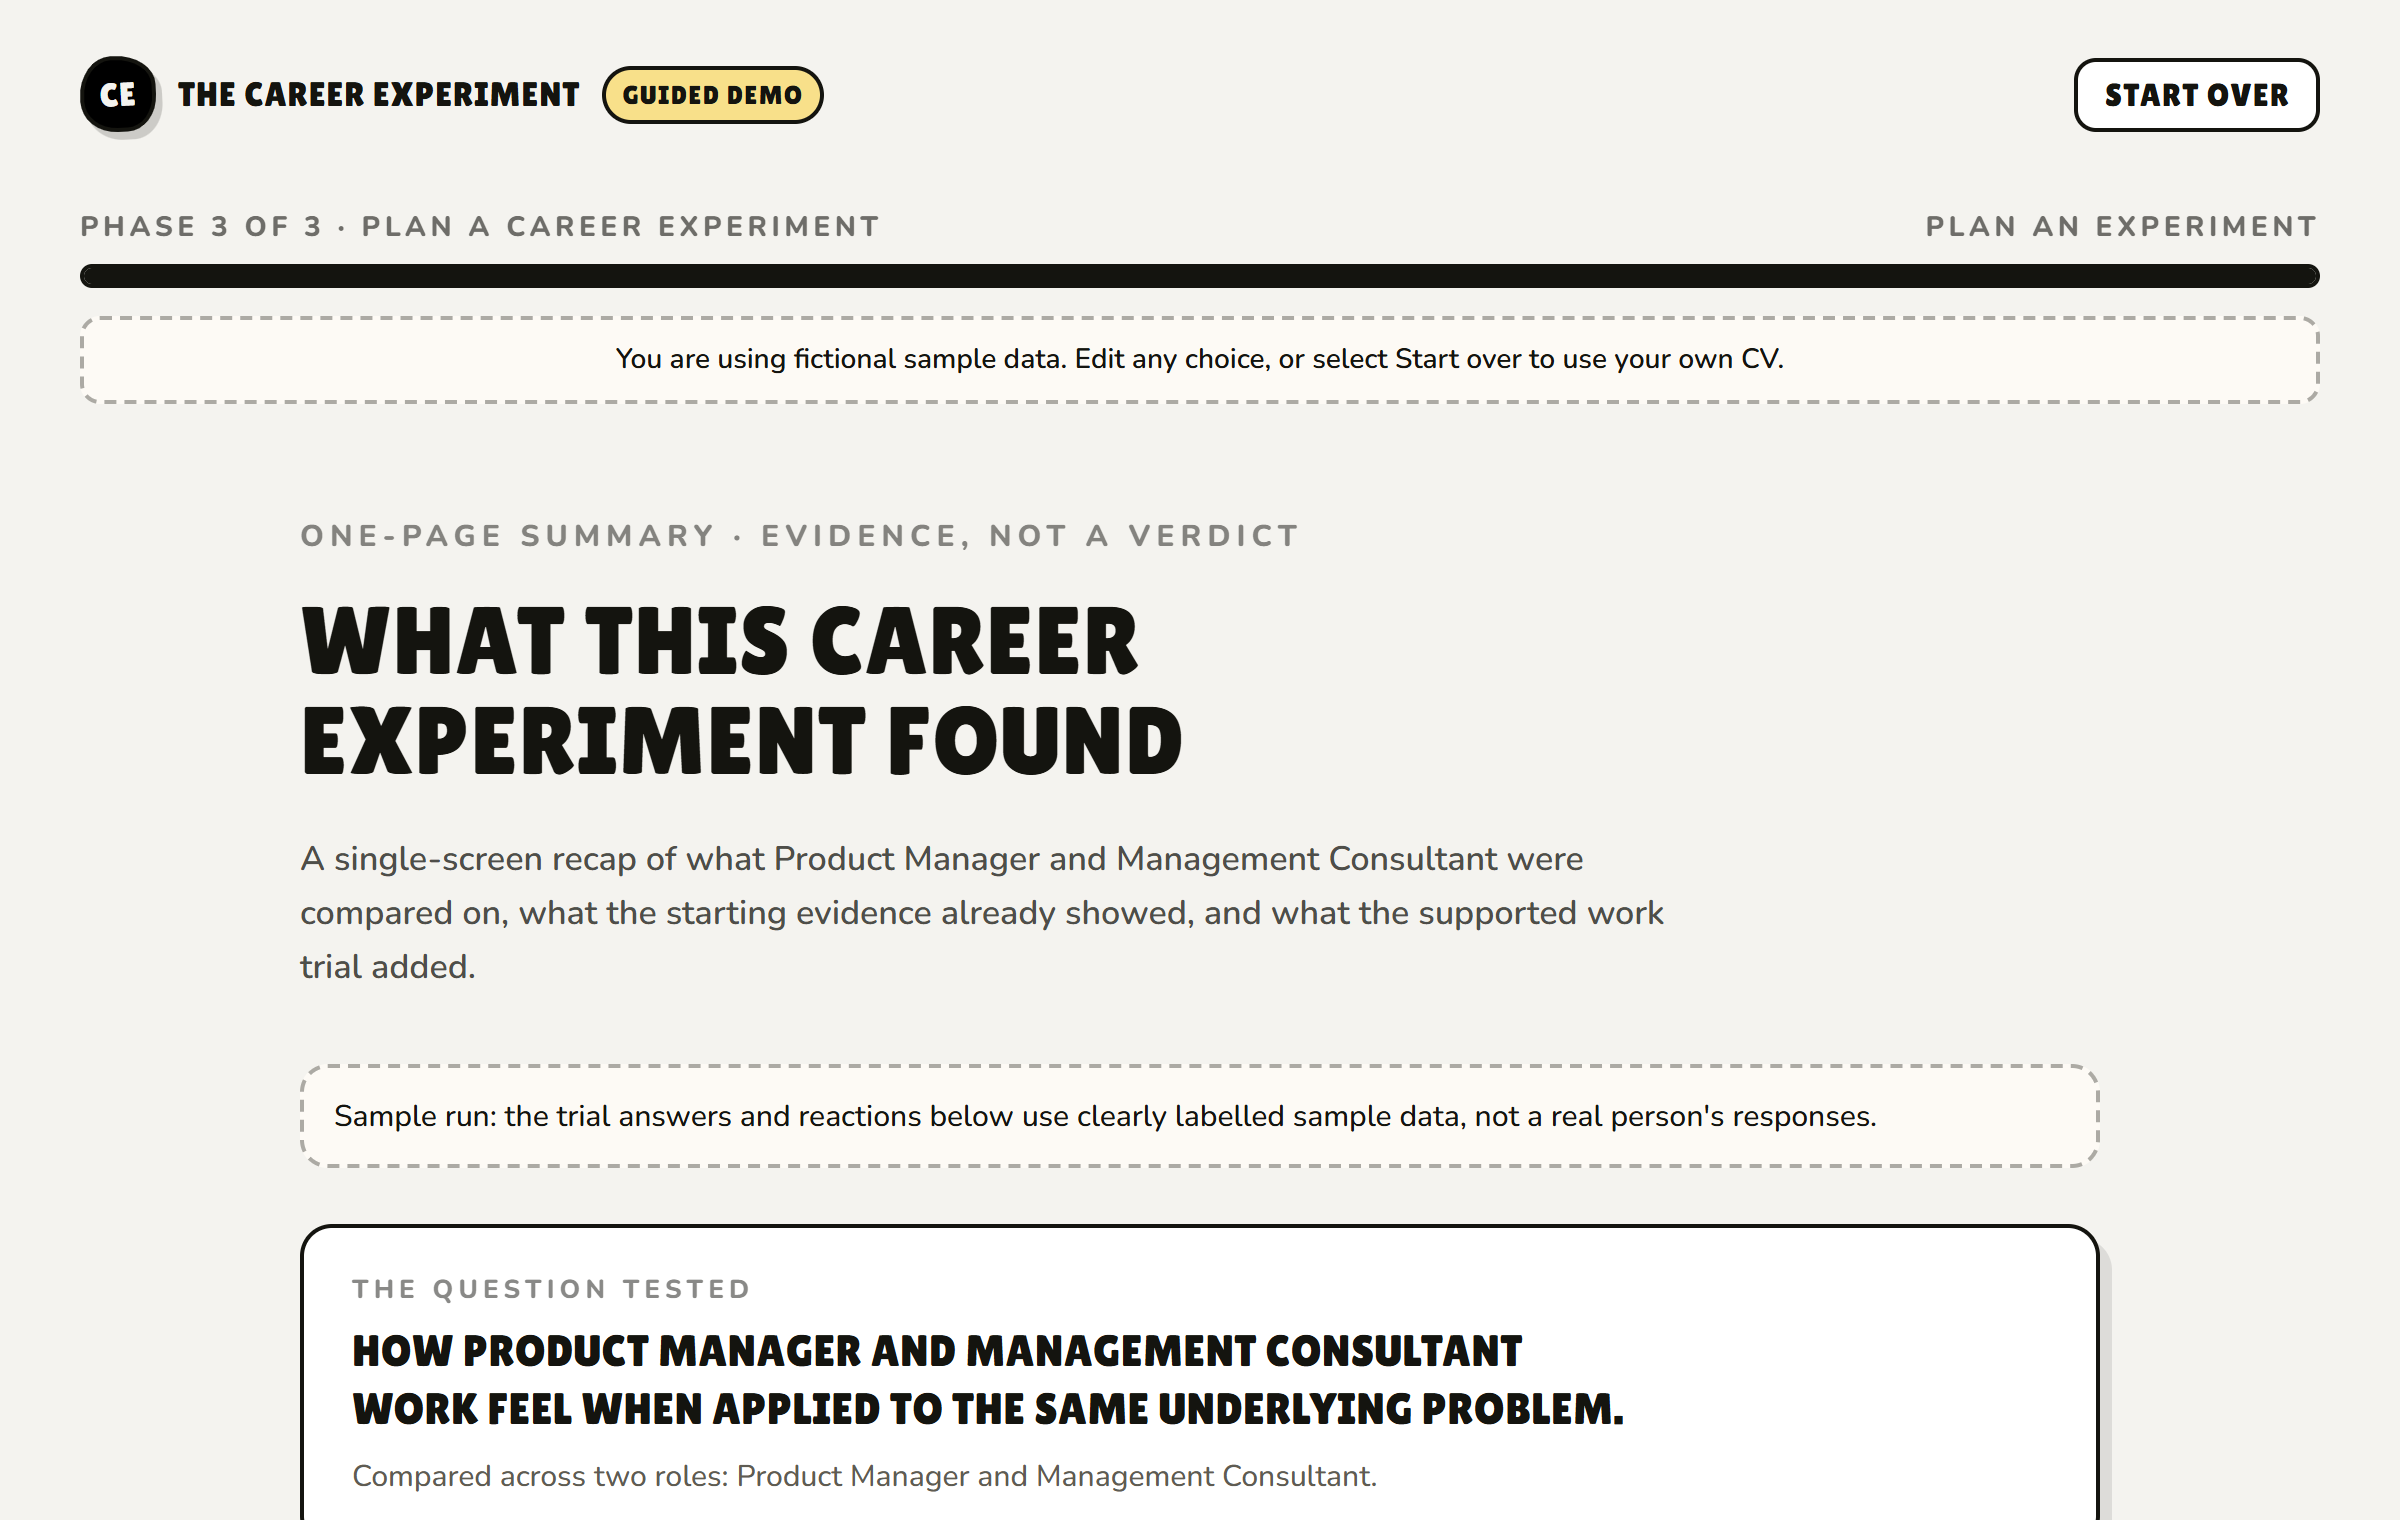 CE
THE CAREER EXPERIMENT
GUIDED DEMO
START OVER
PHASE 3 OF 3 · PLAN A CAREER EXPERIMENT
PLAN AN EXPERIMENT
You are using fictional sample data. Edit any choice, or select Start over to use your own CV.
ONE-PAGE SUMMARY · EVIDENCE, NOT A VERDICT
WHAT THIS CAREER
EXPERIMENT FOUND
A single-screen recap of what Product Manager and Management Consultant were
compared on, what the starting evidence already showed, and what the supported work
trial added.
Sample run: the trial answers and reactions below use clearly labelled sample data, not a real person's responses.
THE QUESTION TESTED
HOW PRODUCT MANAGER AND MANAGEMENT CONSULTANT
WORK FEEL WHEN APPLIED TO THE SAME UNDERLYING PROBLEM.
Compared across two roles: Product Manager and Management Consultant.